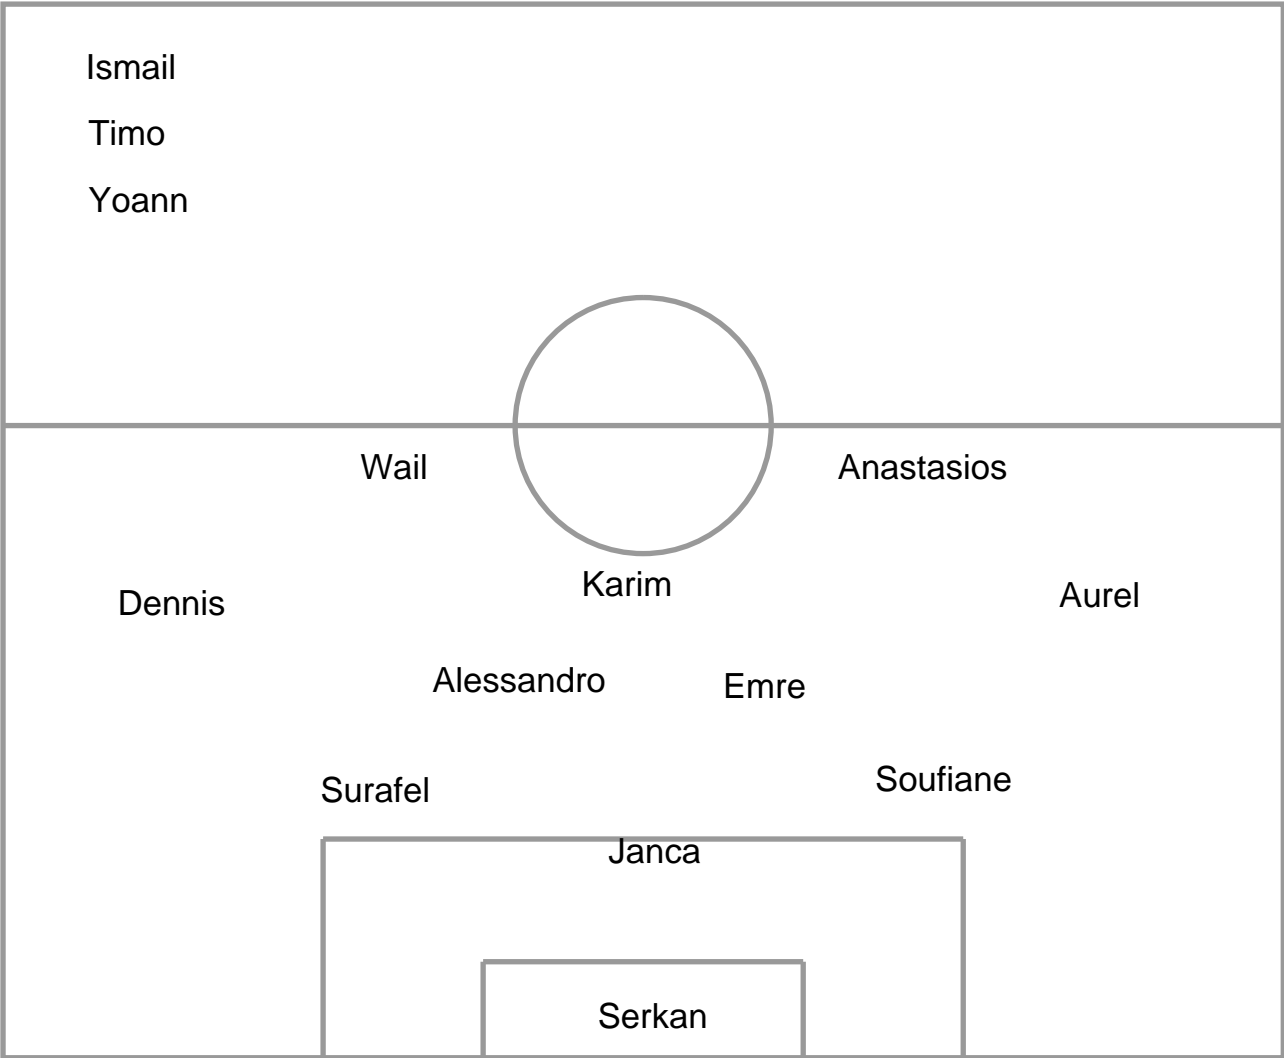 Ismail
Timo
Yoann
Wail Anastasios
Karim
Dennis Aurel
Alessandro Emre
Surafel Soufiane
Janca
Serkan